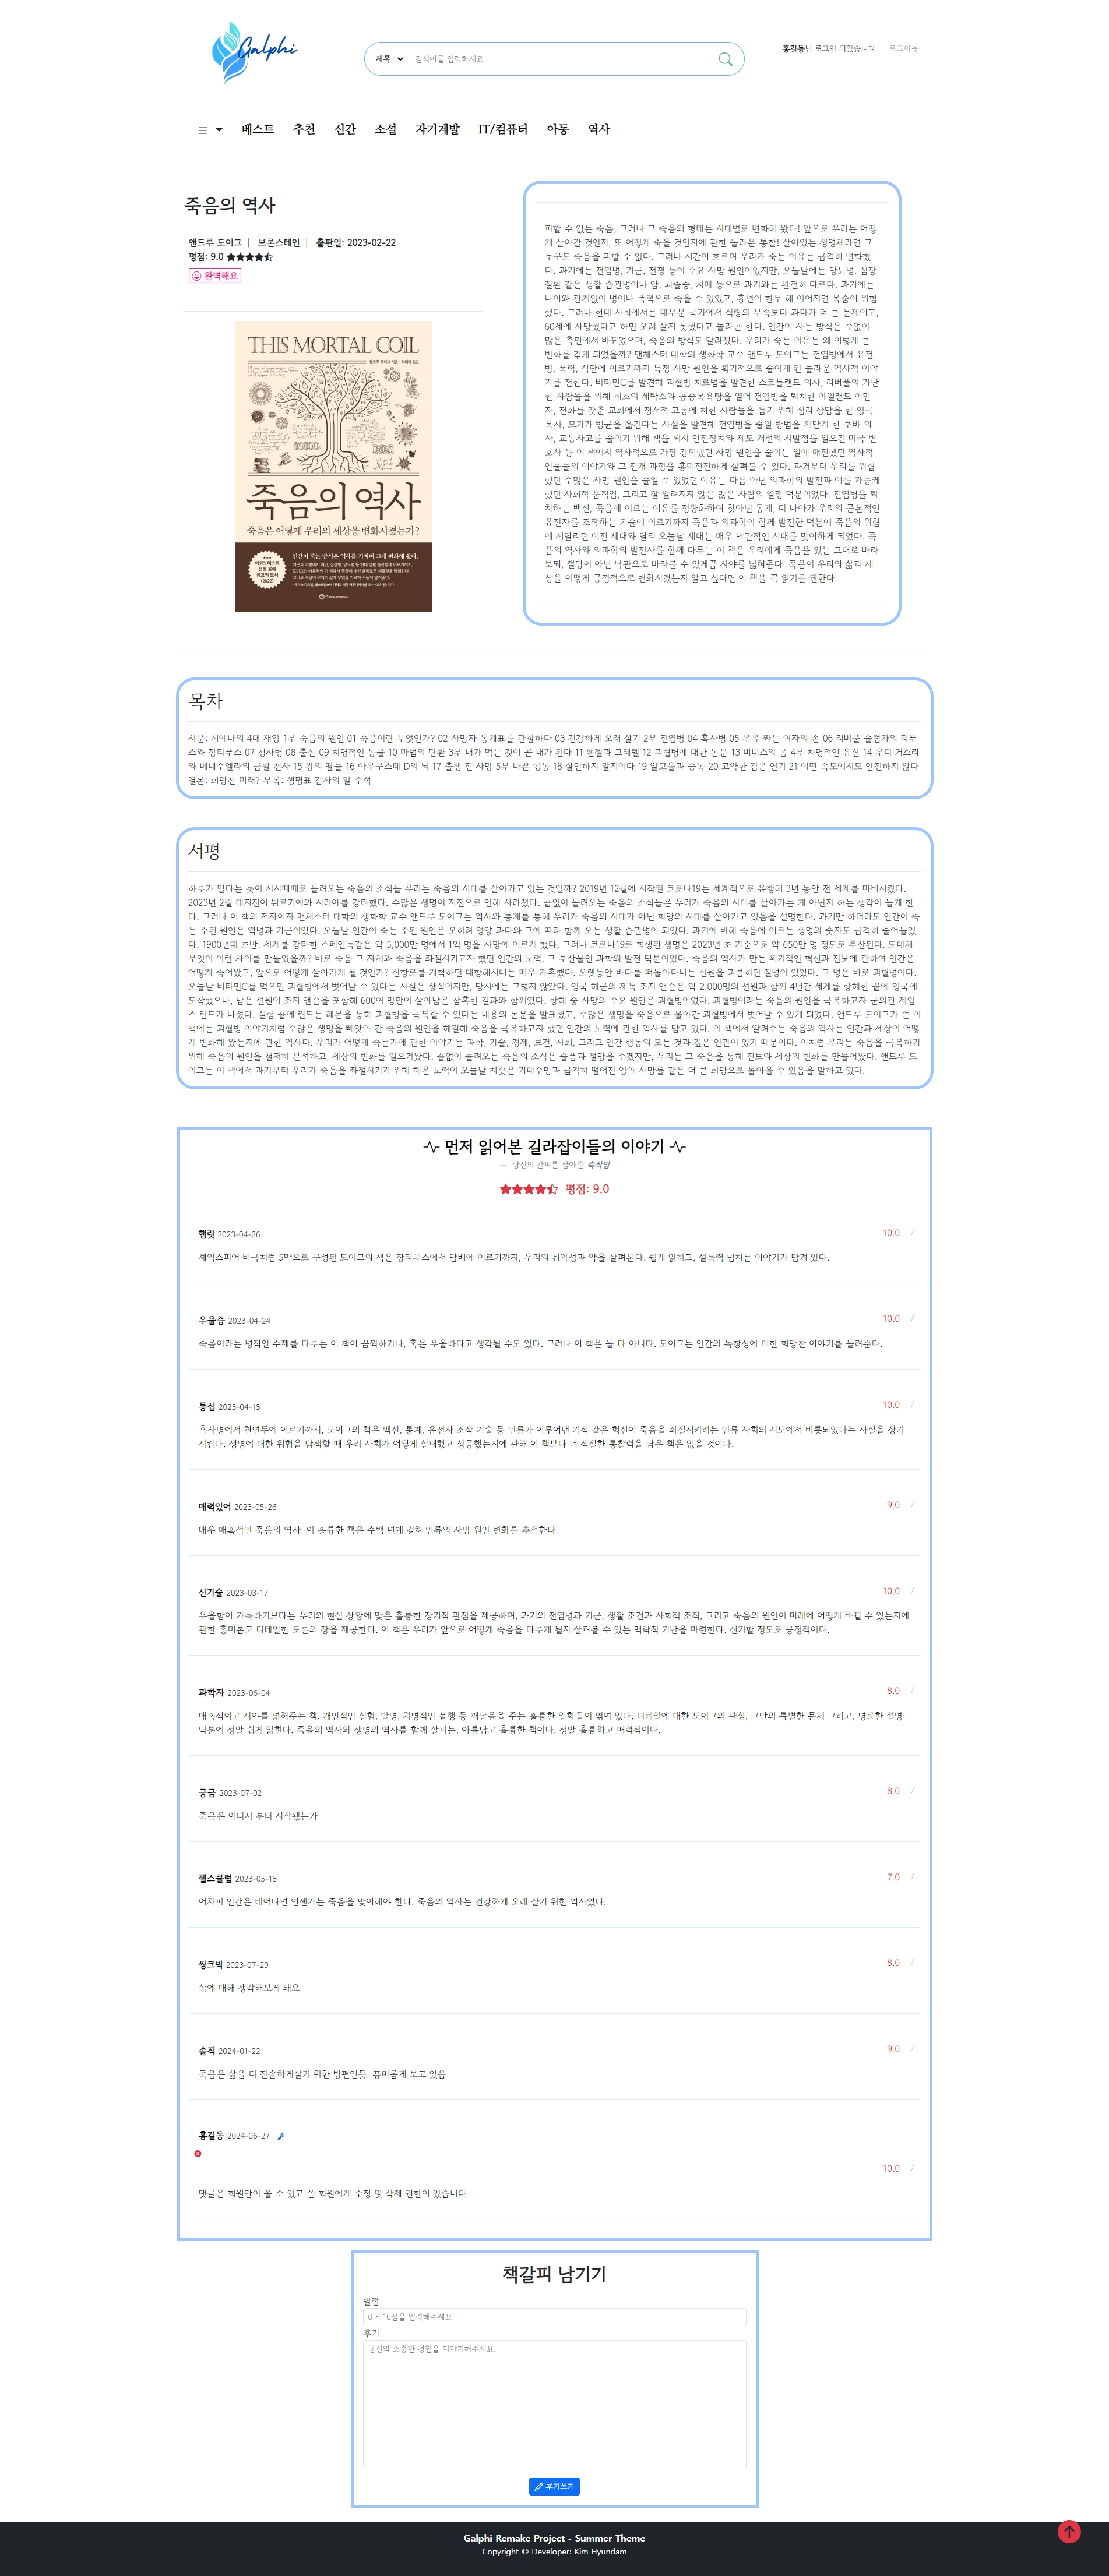 Galphi
제목
검색어를 입력하세요
홍길동님 로그인 되었습니다 로그아웃
베스트 추천 신간 소설 자기계발 IT/컴퓨터 아동 역사
죽음의 역사
앤드루 도이그 | 브론스테인 | 출판일: 2023-02-22
평점: 9.0
완벽해요
THIS MORTAL COIL
죽음의 역사
죽음은 어떻게 우리의 세상을 변화시켰는가?
이코노미스트
선정 올해
최고의 도서
(2022)
인간이 죽는 방식은 역사를 거치며 크게 변화해 왔다.
피할 수 없는 죽음, 그러나 그 죽음의 형태는 시대별로 변화해 왔다! 앞으로 우리는 어떻
게 살아갈 것인지, 또 어떻게 죽을 것인지에 관한 놀라운 통찰! 살아있는 생명체라면 그
누구도 죽음을 피할 수 없다. 그러나 시간이 흐르며 우리가 죽는 이유는 급격히 변화했
다. 과거에는 전염병, 기근, 전쟁 등이 주요 사망 원인이었지만, 오늘날에는 당뇨병, 심장
질환 같은 생활 습관병이나 암, 뇌졸중, 치매 등으로 과거와는 완전히 다르다. 과거에는
나이와 관계없이 병이나 폭력으로 죽을 수 있었고, 흉년이 한두 해 이어지면 목숨이 위험
했다. 그러나 현대 사회에서는 대부분 국가에서 식량의 부족보다 과다가 더 큰 문제이고,
60세에 사망했다고 하면 오래 살지 못했다고 놀라곤 한다. 인간이 사는 방식은 수없이
많은 측면에서 바뀌었으며, 죽음의 방식도 달라졌다. 우리가 죽는 이유는 왜 이렇게 큰
변화를 겪게 되었을까? 맨체스터 대학의 생화학 교수 앤드루 도이그는 전염병에서 유전
병, 폭력, 식단에 이르기까지 특정 사망 원인을 획기적으로 줄이게 된 놀라운 역사적 이야
기를 전한다. 비타민C를 발견해 괴혈병 치료법을 발견한 스코틀랜드 의사, 리버풀의 가난
한 사람들을 위해 최초의 세탁소와 공중목욕탕을 열어 전염병을 퇴치한 아일랜드 이민
자, 전화를 갖춘 교회에서 정서적 고통에 처한 사람들을 돕기 위해 심리 상담을 한 영국
목사, 모기가 병균을 옮긴다는 사실을 발견해 전염병을 줄일 방법을 깨닫게 한 쿠바 의
사, 교통사고를 줄이기 위해 책을 써서 안전장치와 제도 개선의 시발점을 일으킨 미국 변
호사 등 이 책에서 역사적으로 가장 강력했던 사망 원인을 줄이는 일에 매진했던 역사적
인물들의 이야기와 그 전개 과정을 흥미진진하게 살펴볼 수 있다. 과거부터 우리를 위협
했던 수많은 사망 원인을 줄일 수 있었던 이유는 다름 아닌 의과학의 발전과 이를 가능케
했던 사회적 움직임, 그리고 잘 알려지지 않은 많은 사람의 열정 덕분이었다. 전염병을 퇴
치하는 백신, 죽음에 이르는 이유를 정량화하여 찾아낸 통계, 더 나아가 우리의 근본적인
유전자를 조작하는 기술에 이르기까지 죽음과 의과학이 함께 발전한 덕분에 죽음의 위협
에 시달리던 이전 세대와 달리 오늘날 세대는 매우 낙관적인 시대를 맞이하게 되었다. 죽
음의 역사와 의과학의 발전사를 함께 다루는 이 책은 우리에게 죽음을 있는 그대로 바라
보되, 절망이 아닌 낙관으로 바라볼 수 있게끔 시야를 넓혀준다. 죽음이 우리의 삶과 세
상을 어떻게 긍정적으로 변화시켰는지 알고 싶다면 이 책을 꼭 읽기를 권한다.
목차
서문: 시에나의 4대 재앙 1부 죽음의 원인 01 죽음이란 무엇인가? 02 사망자 통계표를 관찰하다 03 건강하게 오래 살기 2부 전염병 04 흑사병 05 우유 짜는 여자의 손 06 리버풀 슬럼가의 티푸
스와 장티푸스 07 청사병 08 출산 09 치명적인 동물 10 마법의 탄환 3부 내가 먹는 것이 곧 내가 된다 11 헨젤과 그레텔 12 괴혈병에 대한 논문 13 비너스의 몸 4부 치명적인 유산 14 우디 거스리
와 베네수엘라의 금발 천사 15 왕의 딸들 16 아우구스테 D의 뇌 17 출생 전 사망 5부 나쁜 행동 18 살인하지 말지어다 19 알코올과 중독 20 고약한 검은 연기 21 어떤 속도에서도 안전하지 않다
결론: 희망찬 미래? 부록: 생명표 감사의 말 주석
서평
하루가 멀다는 듯이 시시때때로 들려오는 죽음의 소식들 우리는 죽음의 시대를 살아가고 있는 것일까? 2019년 12월에 시작된 코로나19는 세계적으로 유행해 3년 동안 전 세계를 마비시켰다.
2023년 2월 대지진이 튀르키예와 시리아를 강타했다. 수많은 생명이 지진으로 인해 사라졌다. 끝없이 들려오는 죽음의 소식들은 우리가 죽음의 시대를 살아가는 게 아닌지 하는 생각이 들게 한
다. 그러나 이 책의 저자이자 맨체스터 대학의 생화학 교수 앤드루 도이그는 역사와 통계를 통해 우리가 죽음의 시대가 아닌 희망의 시대를 살아가고 있음을 설명한다. 과거만 하더라도 인간이 죽
는 주된 원인은 역병과 기근이었다. 오늘날 인간이 죽는 주된 원인은 오히려 영양 과다와 그에 따라 함께 오는 생활 습관병이 되었다. 과거에 비해 죽음에 이르는 생명의 숫자도 급격히 줄어들었
다. 1900년대 초반, 세계를 강타한 스페인독감은 약 5,000만 명에서 1억 명을 사망에 이르게 했다. 그러나 코로나19로 희생된 생명은 2023년 초 기준으로 약 650만 명 정도로 추산된다. 도대체
무엇이 이런 차이를 만들었을까? 바로 죽음 그 자체와 죽음을 좌절시키고자 했던 인간의 노력, 그 부산물인 과학의 발전 덕분이었다. 죽음의 역사가 만든 획기적인 혁신과 진보에 관하여 인간은
어떻게 죽어왔고, 앞으로 어떻게 살아가게 될 것인가? 신항로를 개척하던 대항해시대는 매우 가혹했다. 오랫동안 바다를 떠돌아다니는 선원을 괴롭히던 질병이 있었다. 그 병은 바로 괴혈병이다.
오늘날 비타민C를 먹으면 괴혈병에서 벗어날 수 있다는 사실은 상식이지만, 당시에는 그렇지 않았다. 영국 해군의 제독 조지 앤슨은 약 2,000명의 선원과 함께 4년간 세계를 항해한 끝에 영국에
도착했으나, 남은 선원이 조지 앤슨을 포함해 600여 명만이 살아남은 참혹한 결과와 함께였다. 항해 중 사망의 주요 원인은 괴혈병이었다. 괴혈병이라는 죽음의 원인을 극복하고자 군의관 제임
스 린드가 나섰다. 실험 끝에 린드는 레몬을 통해 괴혈병을 극복할 수 있다는 내용의 논문을 발표했고, 수많은 생명을 죽음으로 몰아간 괴혈병에서 벗어날 수 있게 되었다. 앤드루 도이그가 쓴 이
책에는 괴혈병 이야기처럼 수많은 생명을 빼앗아 간 죽음의 원인을 해결해 죽음을 극복하고자 했던 인간의 노력에 관한 역사를 담고 있다. 이 책에서 알려주는 죽음의 역사는 인간과 세상이 어떻
게 변화해 왔는지에 관한 역사다. 우리가 어떻게 죽는가에 관한 이야기는 과학, 기술, 경제, 보건, 사회, 그리고 인간 행동의 모든 것과 깊은 연관이 있기 때문이다. 이처럼 우리는 죽음을 극복하기
위해 죽음의 원인을 철저히 분석하고, 세상의 변화를 일으켜왔다. 끝없이 들려오는 죽음의 소식은 슬픔과 절망을 주겠지만, 우리는 그 죽음을 통해 진보와 세상의 변화를 만들어왔다. 앤드루 도
이그는 이 책에서 과거부터 우리가 죽음을 좌절시키기 위해 해온 노력이 오늘날 치솟은 기대수명과 급격히 떨어진 영아 사망률 같은 더 큰 희망으로 돌아올 수 있음을 말하고 있다.
먼저 읽어본 길라잡이들의 이야기
— 당신의 갈피를 잡아줄 속삭임
평점: 9.0
햄릿 2023-04-26 10.0 /
셰익스피어 비극처럼 5막으로 구성된 도이그의 책은 장티푸스에서 담배에 이르기까지, 우리의 취약성과 악을 살펴본다. 쉽게 읽히고, 설득력 넘치는 이야기가 담겨 있다.
우울증 2023-04-24 10.0 /
죽음이라는 병적인 주제를 다루는 이 책이 끔찍하거나, 혹은 우울하다고 생각될 수도 있다. 그러나 이 책은 둘 다 아니다. 도이그는 인간의 독창성에 대한 희망찬 이야기를 들려준다.
통섭 2023-04-15 10.0 /
흑사병에서 천연두에 이르기까지, 도이그의 책은 백신, 통계, 유전자 조작 기술 등 인류가 이루어낸 기적 같은 혁신이 죽음을 좌절시키려는 인류 사회의 시도에서 비롯되었다는 사실을 상기
시킨다. 생명에 대한 위협을 탐색할 때 우리 사회가 어떻게 실패했고 성공했는지에 관해 이 책보다 더 적절한 통찰력을 담은 책은 없을 것이다.
매력있어 2023-05-26 9.0 /
매우 매혹적인 죽음의 역사. 이 훌륭한 책은 수백 년에 걸쳐 인류의 사망 원인 변화를 추적한다.
신기술 2023-03-17 10.0 /
우울함이 가득하기보다는 우리의 현실 상황에 맞춘 훌륭한 장기적 관점을 제공하며, 과거의 전염병과 기근, 생활 조건과 사회적 조직, 그리고 죽음의 원인이 미래에 어떻게 바뀔 수 있는지에
관한 흥미롭고 디테일한 토론의 장을 제공한다. 이 책은 우리가 앞으로 어떻게 죽음을 다루게 될지 살펴볼 수 있는 맥락적 기반을 마련한다. 신기할 정도로 긍정적이다.
과학자 2023-06-04 8.0 /
매혹적이고 시야를 넓혀주는 책. 개인적인 실험, 발명, 치명적인 불행 등 깨달음을 주는 훌륭한 일화들이 엮여 있다. 디테일에 대한 도이그의 관심, 그만의 특별한 문체 그리고, 명료한 설명
덕분에 정말 쉽게 읽힌다. 죽음의 역사와 생명의 역사를 함께 살피는, 아름답고 훌륭한 책이다. 정말 훌륭하고 매력적이다.
궁금 2023-07-02 8.0 /
죽음은 어디서 부터 시작됐는가
헬스클럽 2023-05-18 7.0 /
어차피 인간은 태어나면 언젠가는 죽음을 맞이해야 한다. 죽음의 역사는 건강하게 오래 살기 위한 역사였다.
씽크빅 2023-07-29 8.0 /
삶에 대해 생각해보게 돼요
솔직 2024-01-22 9.0 /
죽음은 삶을 더 진솔하게살기 위한 방편인듯. 흥미롭게 보고 있음
홍길동 2024-06-27
10.0 /
댓글은 회원만이 쓸 수 있고 쓴 회원에게 수정 및 삭제 권한이 있습니다
책갈피 남기기
별점
0 ~ 10점을 입력해주세요
후기
당신의 소중한 경험을 이야기해주세요.
후기쓰기
Galphi Remake Project - Summer Theme
Copyright © Developer: Kim Hyundam